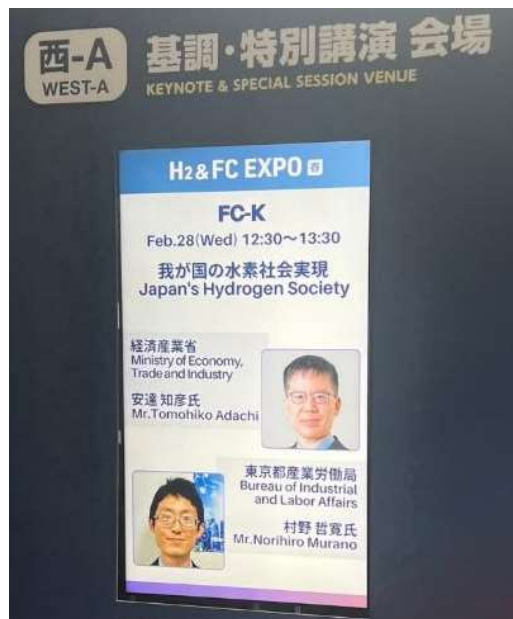 西-A
WEST-A
基調・特別講演 会場
KEYNOTE & SPECIAL SESSION VENUE
H2 & FC EXPO 春
FC-K
Feb.28(Wed) 12:30〜13:30
我が国の水素社会実現
Japan's Hydrogen Society
経済産業省
Ministry of Economy,
Trade and Industry
安達 知彦氏
Mr.Tomohiko Adachi
東京都産業労働局
Bureau of Industrial
and Labor Affairs
村野 哲寛氏
Mr.Norihiro Murano